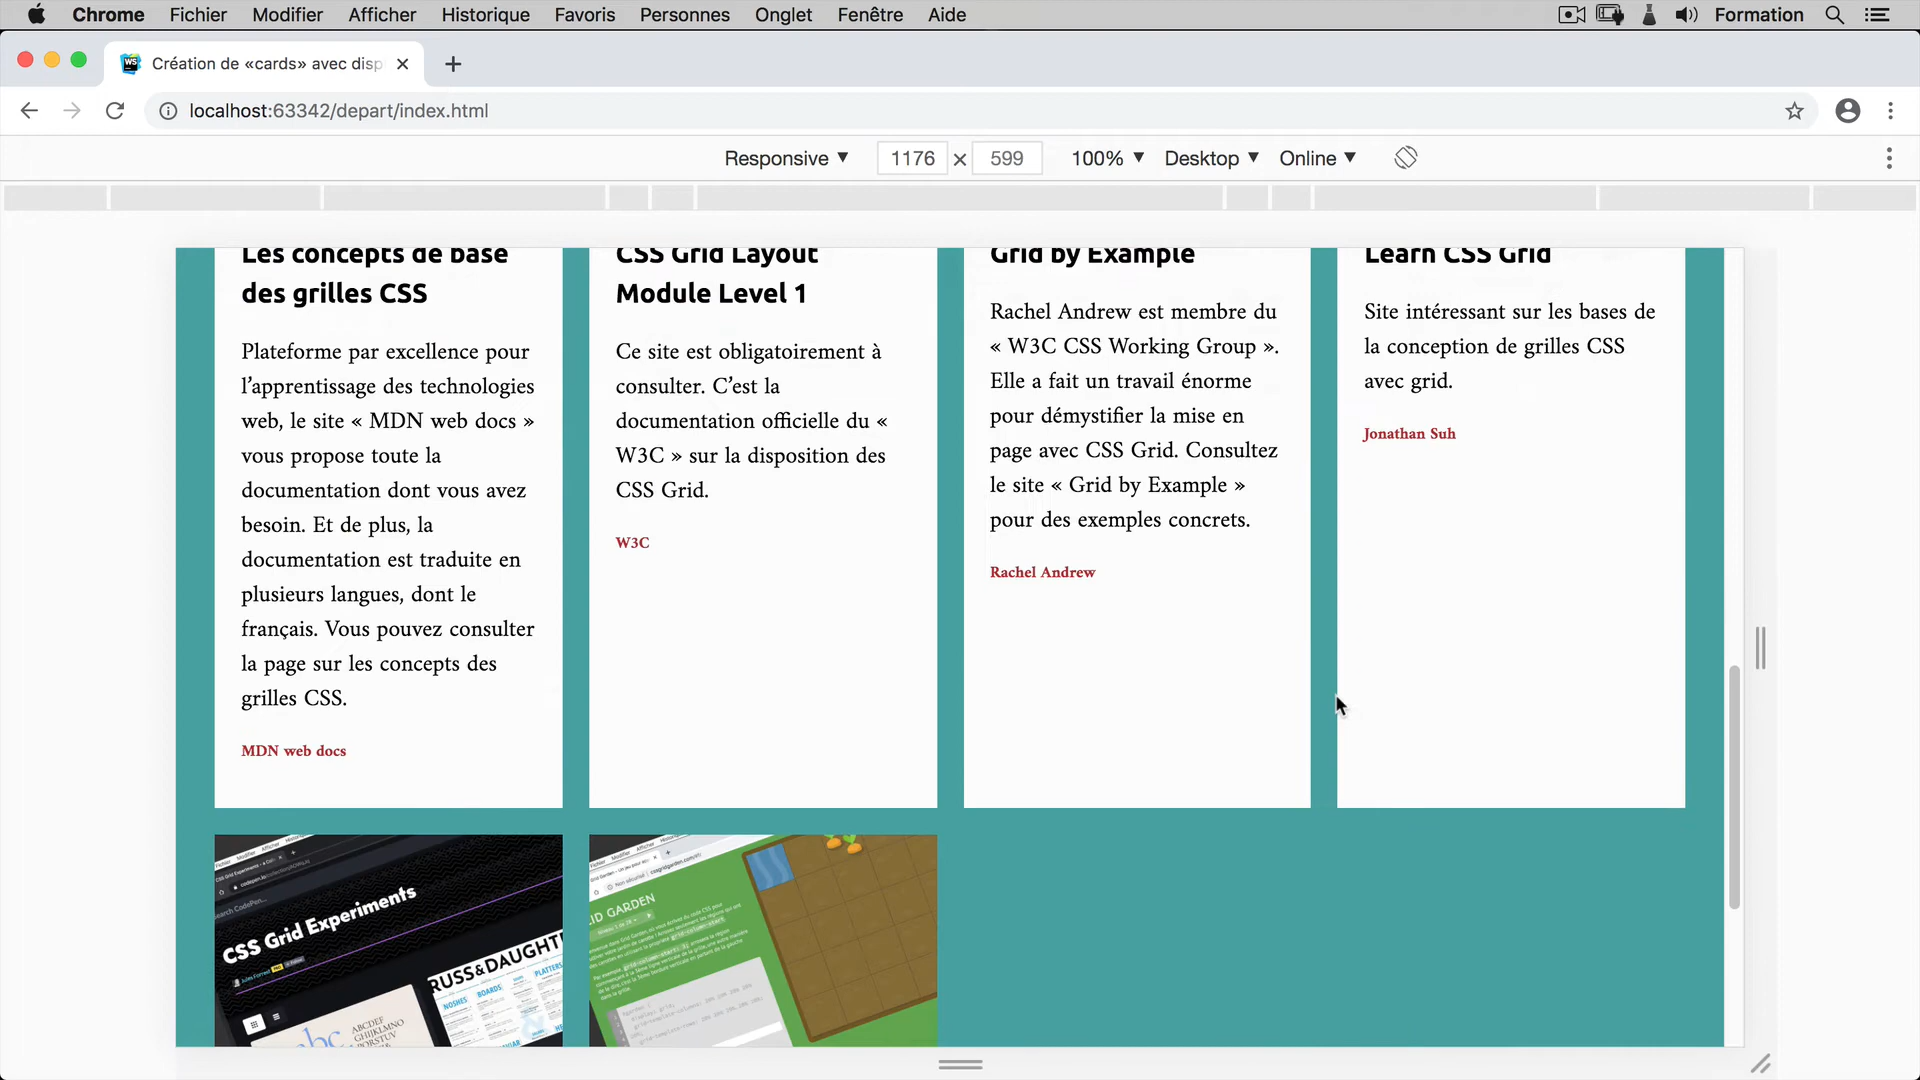 Chrome Fichier Modifier Afficher Historique Favoris Personnes Onglet Fenêtre Aide Formation
Création de «cards» avec disp
localhost:63342/depart/index.html
Responsive 1176 × 599 100% Desktop Online
Les concepts de base
des grilles CSS
Plateforme par excellence pour
l’apprentissage des technologies
web, le site « MDN web docs »
vous propose toute la
documentation dont vous avez
besoin. Et de plus, la
documentation est traduite en
plusieurs langues, dont le
français. Vous pouvez consulter
la page sur les concepts des
grilles CSS.
MDN web docs
CSS Grid Layout
Module Level 1
Ce site est obligatoirement à
consulter. C’est la
documentation officielle du «
W3C » sur la disposition des
CSS Grid.
W3C
Grid by Example
Rachel Andrew est membre du
« W3C CSS Working Group ».
Elle a fait un travail énorme
pour démystifier la mise en
page avec CSS Grid. Consultez
le site « Grid by Example »
pour des exemples concrets.
Rachel Andrew
Learn CSS Grid
Site intéressant sur les bases de
la conception de grilles CSS
avec grid.
Jonathan Suh
CSS Grid Experiments
RUSS&DAUGHTE
NOSHES BOARDS PLATTERS
ABCDEF
GHIJKLM
GARDEN